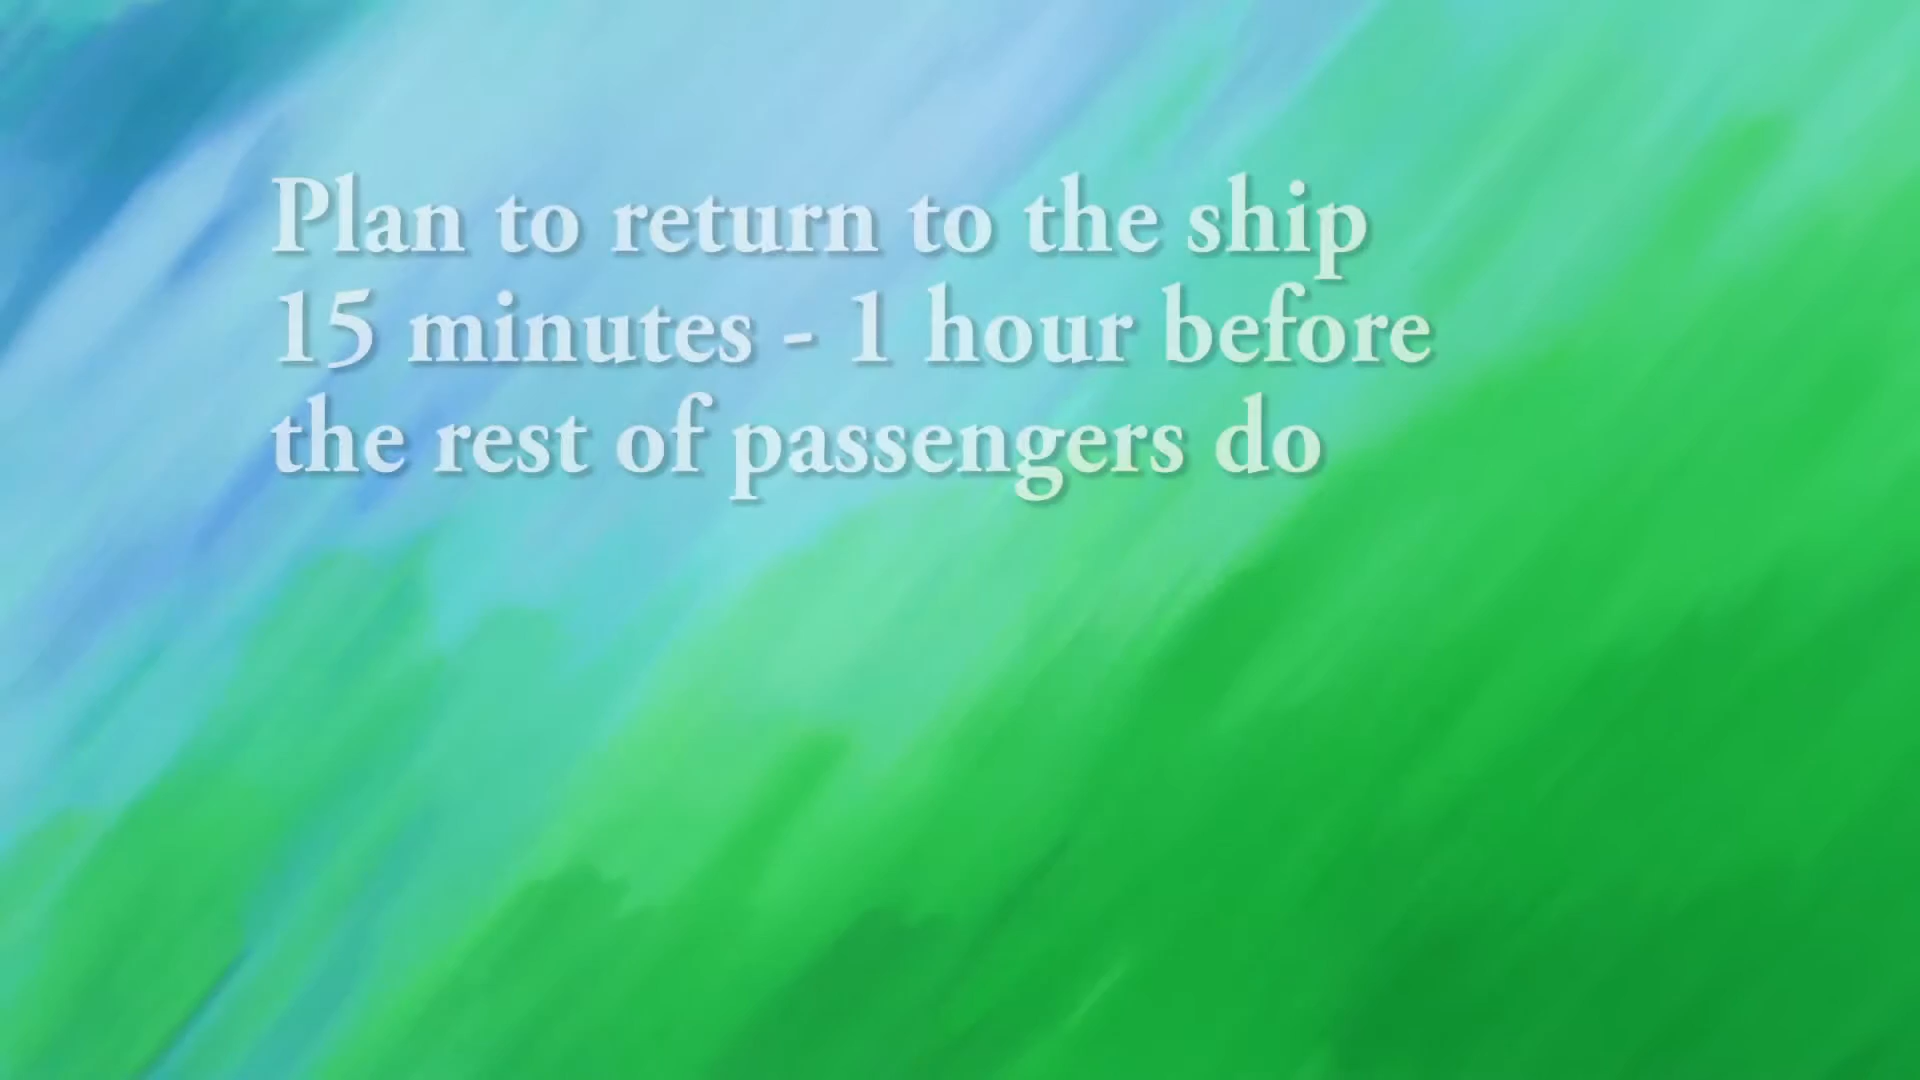 Plan to return to the ship
15 minutes - 1 hour before
the rest of passengers do